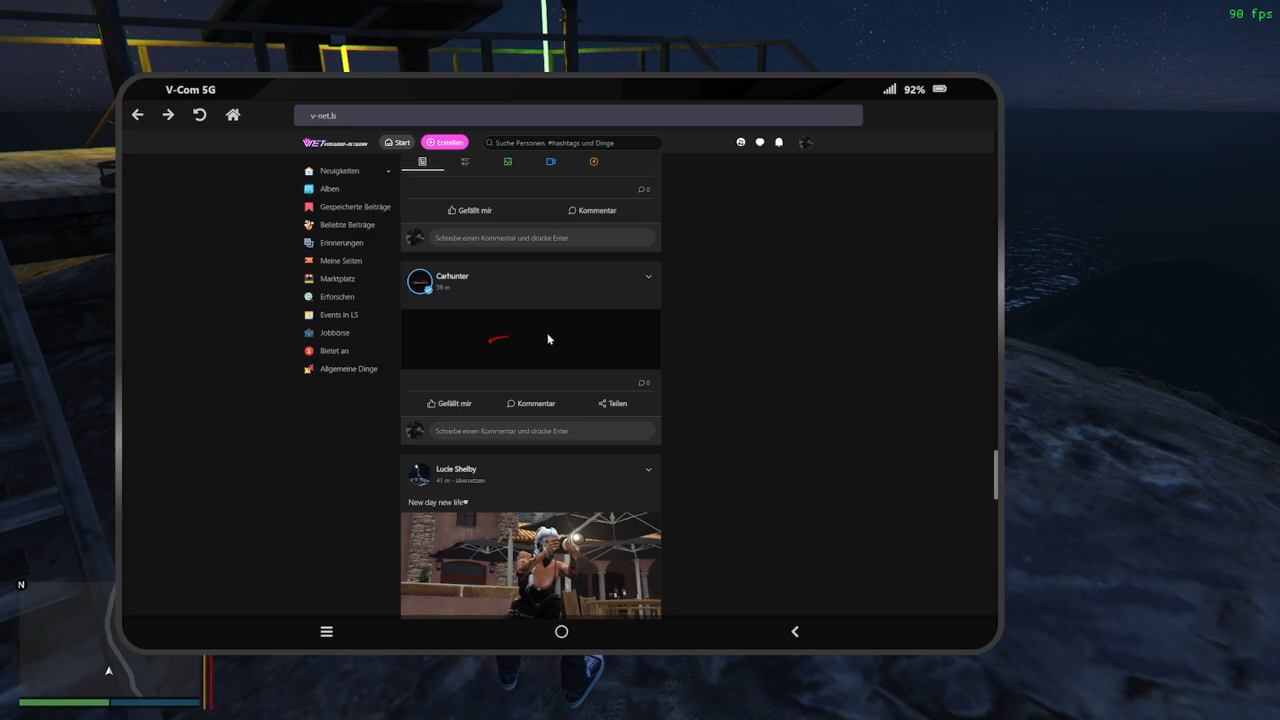 90 fps
V-Com 5G
92%
v-net.ls
VNET
Start
Erstellen
Suche Personen, #hashtags und Dinge
Neuigkeiten
Alben
Gespeicherte Beiträge
Beliebte Beiträge
Erinnerungen
Meine Seiten
Marktplatz
Erforschen
Events in LS
Jobbörse
Bietet an
Allgemeine Dinge
0
Gefällt mir
Kommentar
Schreibe einen Kommentar und drücke Enter
Carhunter
39 m
0
Gefällt mir
Kommentar
Teilen
Schreibe einen Kommentar und drücke Enter
Lucie Shelby
41 m - übersetzen
New day new life♥
N